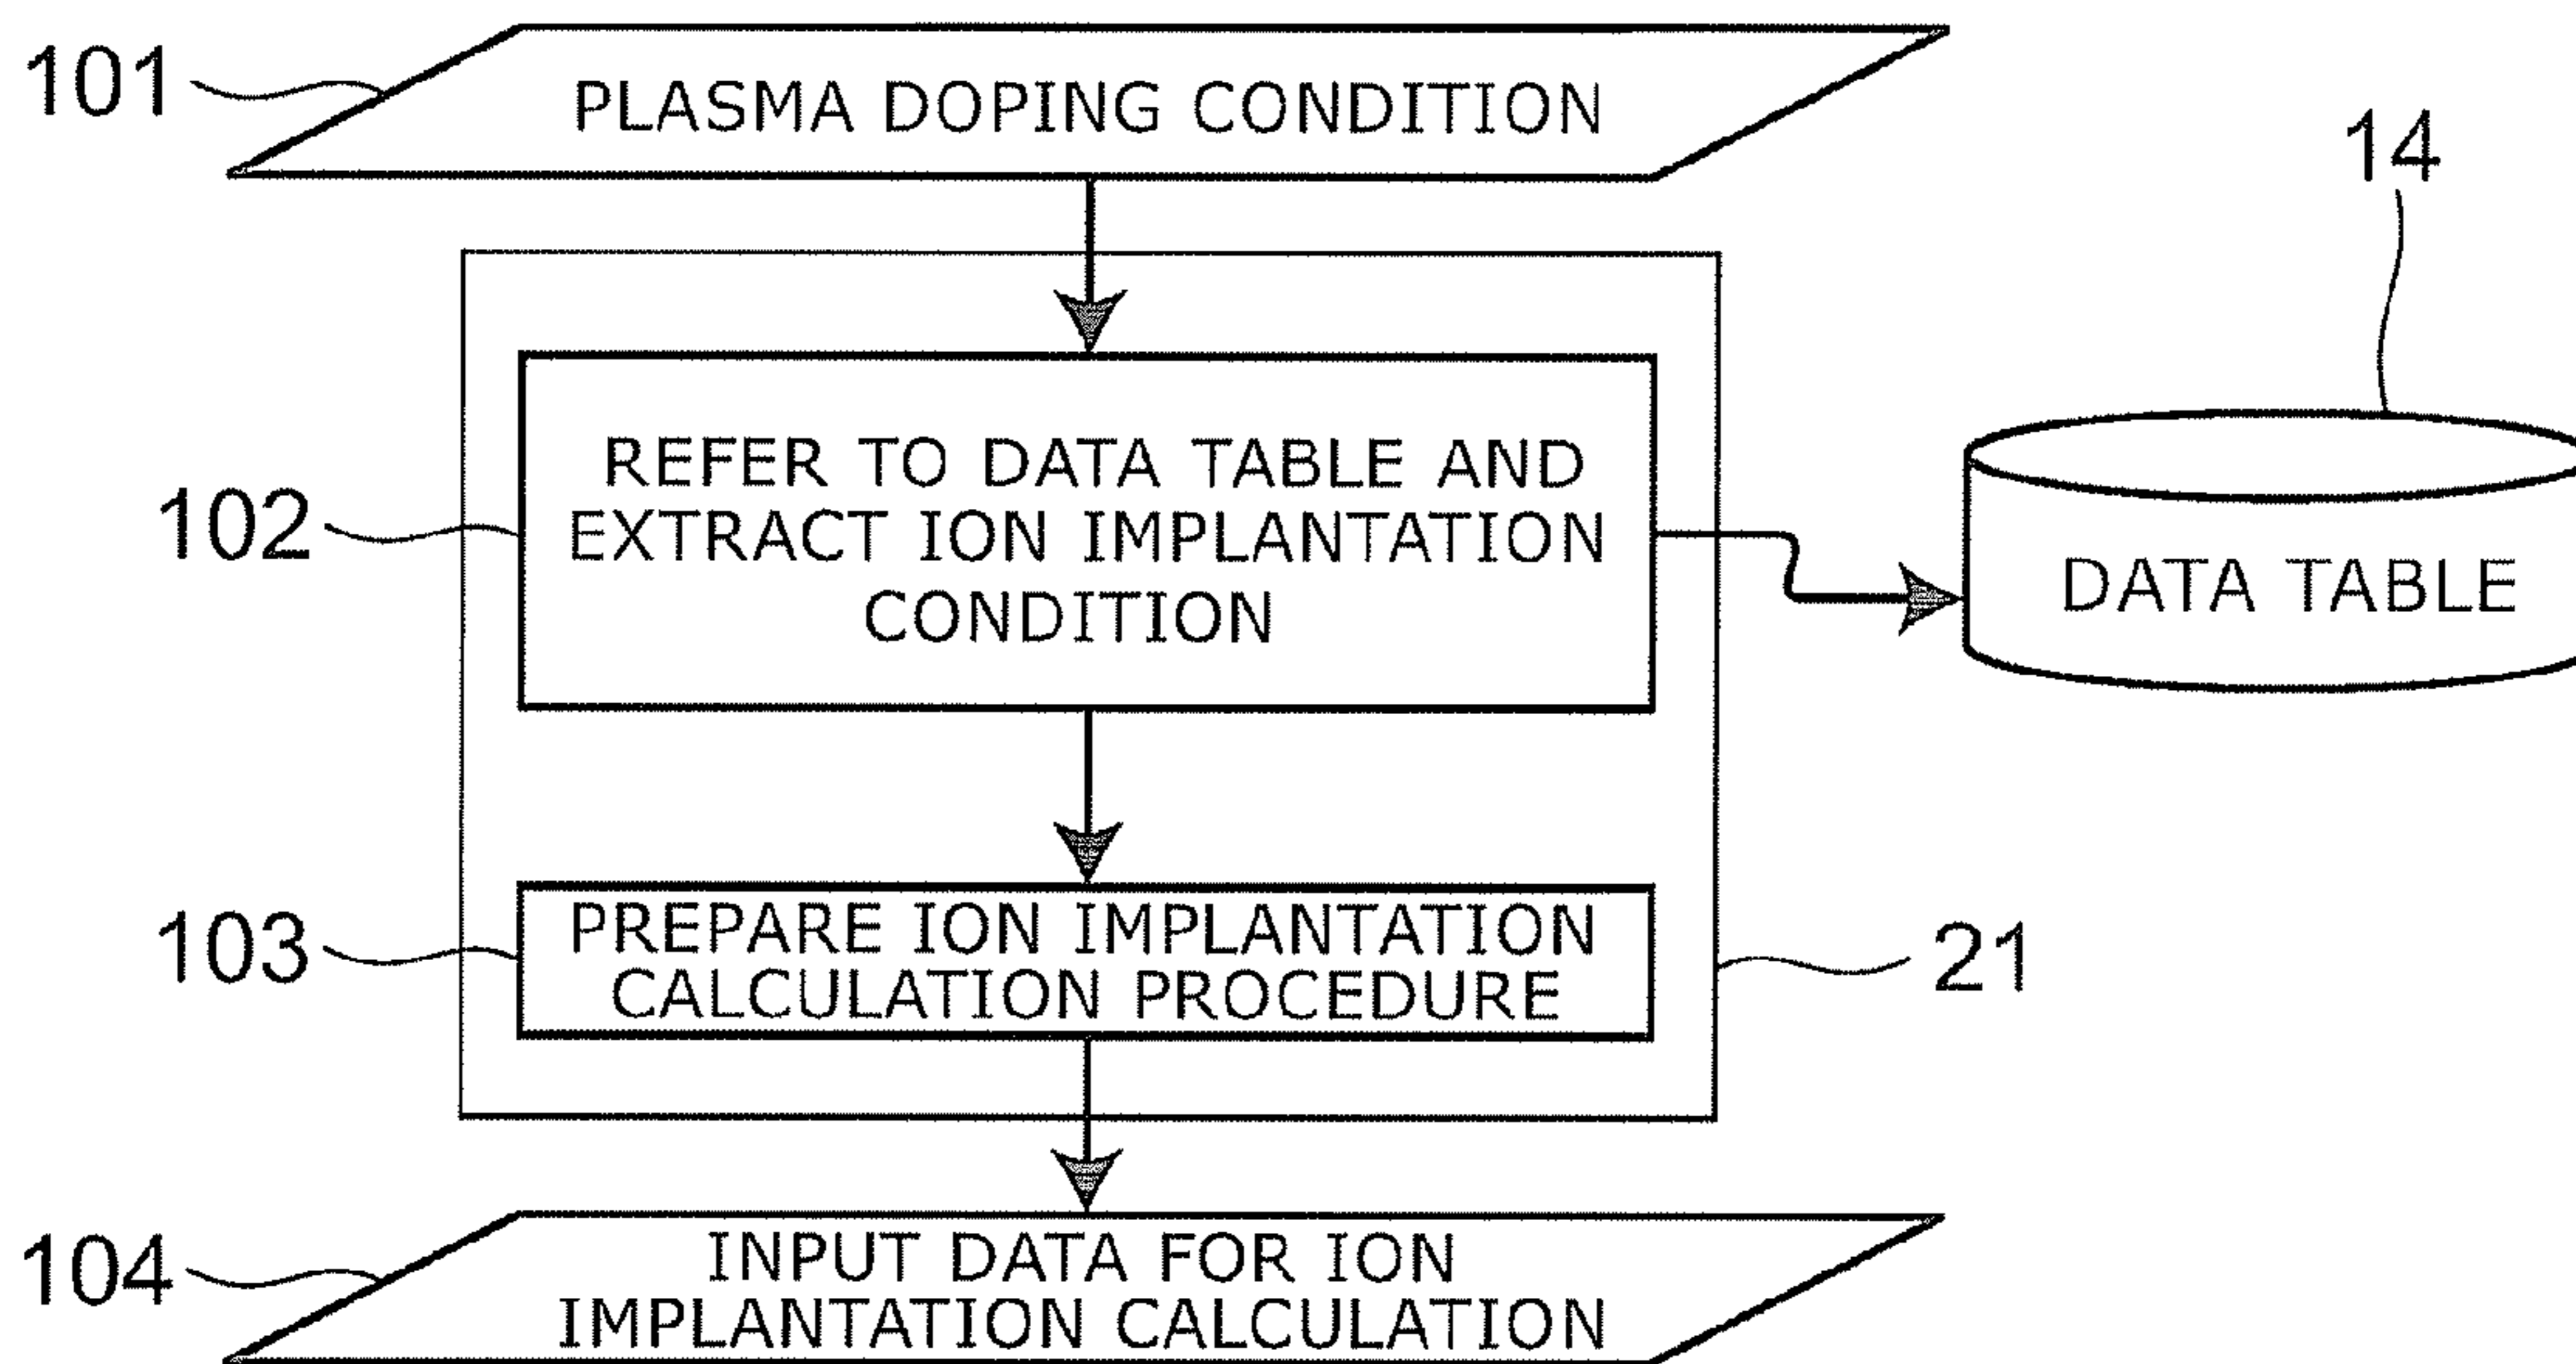 101
PLASMA DOPING CONDITION
14
102
REFER TO DATA TABLE AND
EXTRACT ION IMPLANTATION
CONDITION
DATA TABLE
103
PREPARE ION IMPLANTATION
CALCULATION PROCEDURE
21
104
INPUT DATA FOR ION
IMPLANTATION CALCULATION